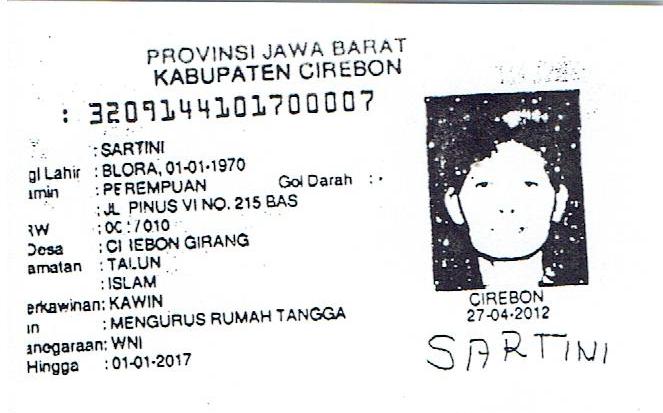 PROVINSI JAWA BARAT
KABUPATEN CIREBON
: 3209144101700007
: SARTINI
gl Lahir : BLORA, 01-01-1970
amin : PEREMPUAN Gol Darah : -
: JL PINUS VI NO. 215 BAS
RW : /010
Desa : GIRANG
amatan : TALUN
: ISLAM
erkawinan: KAWIN
an : MENGURUS RUMAH TANGGA
anegaraan: WNI
Hingga : 01-01-2017
CIREBON
27-04-2012
SARTINI